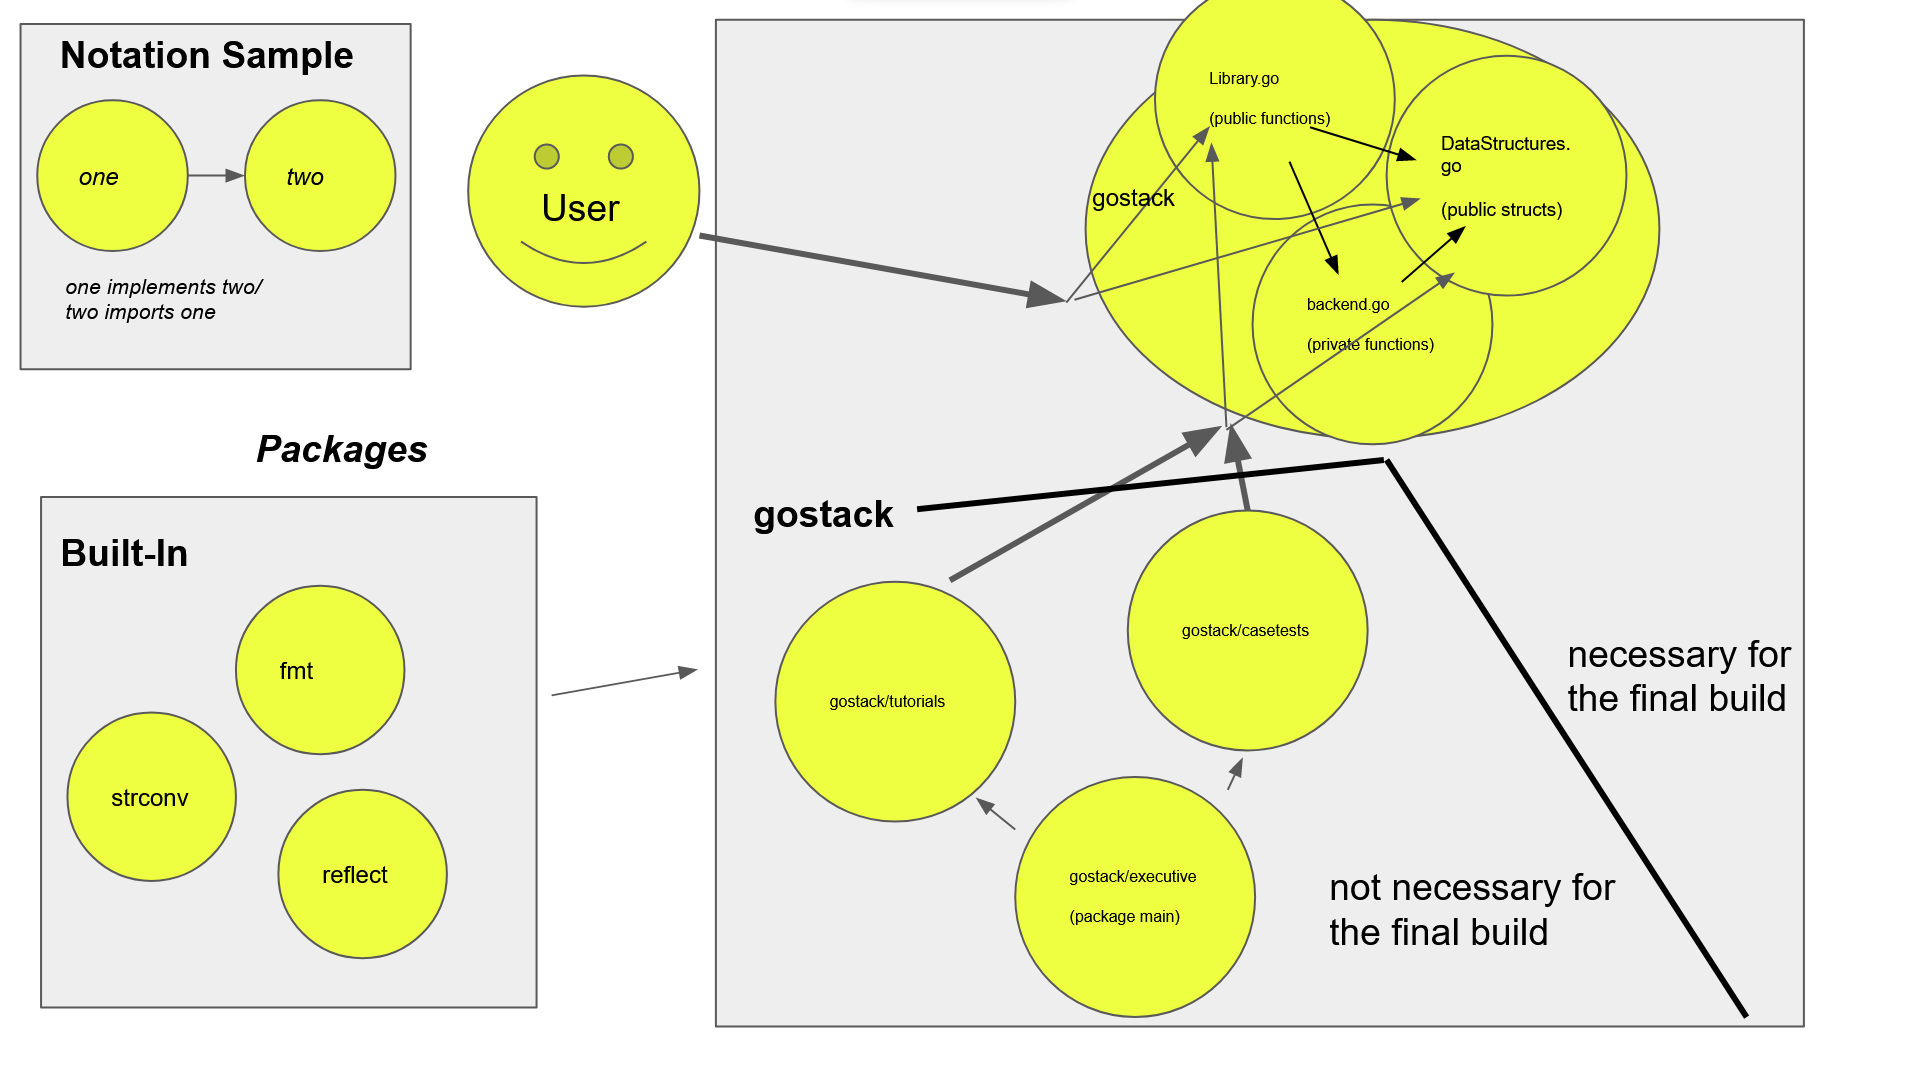 Notation Sample
one
two
one implements two/
two imports one
User
Packages
Built-In
fmt
strconv
reflect
Library.go
(public functions)
DataStructures.
go
(public structs)
gostack
backend.go
(private functions)
gostack
gostack/casetests
gostack/tutorials
gostack/executive
(package main)
necessary for
the final build
not necessary for
the final build